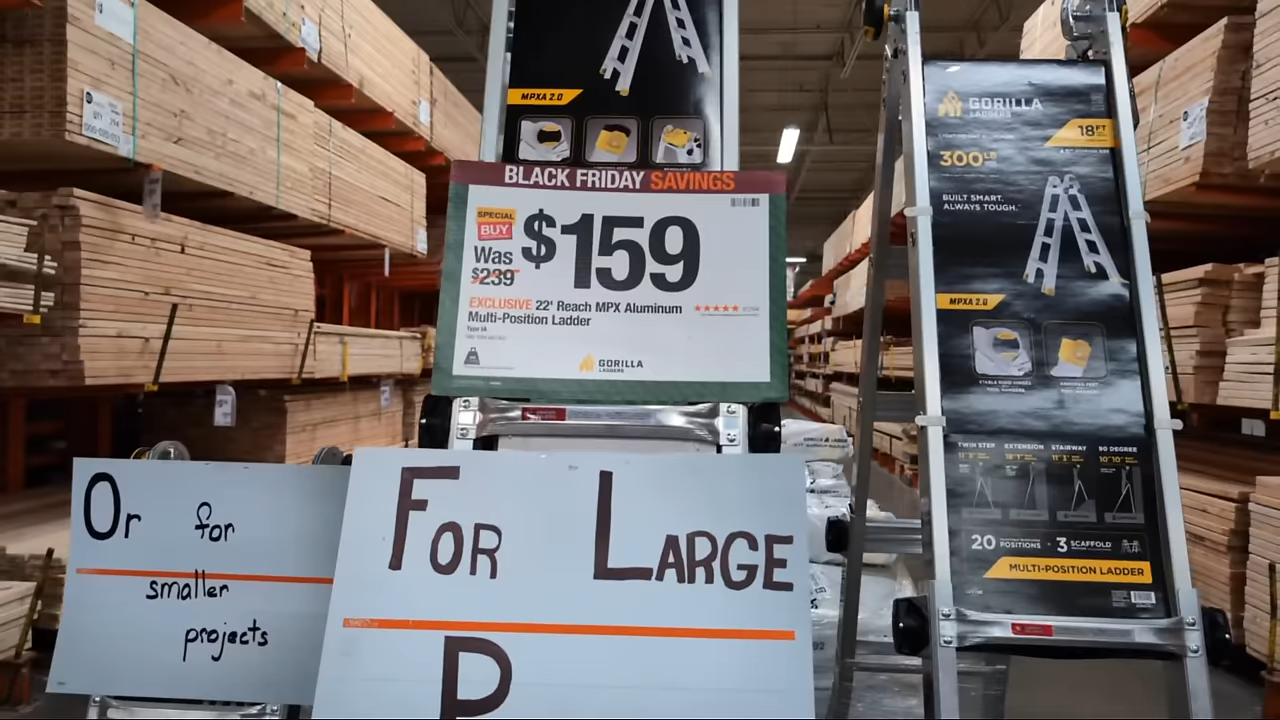 MPXA 2.0
BLACK FRIDAY SAVINGS
SPECIAL
BUY
$159
Was
$239
EXCLUSIVE 22' Reach MPX Aluminum
Multi-Position Ladder
Type IA
GORILLA
LADDERS
Or for
smaller
projects
FOR LARGE
P
GORILLA
LADDERS
18FT
300LB
BUILT SMART.
ALWAYS TOUGH.
MPXA 2.0
TWIN STEP EXTENSION STAIRWAY 90 DEGREE
20 POSITIONS + 3 SCAFFOLD
MULTI-POSITION LADDER